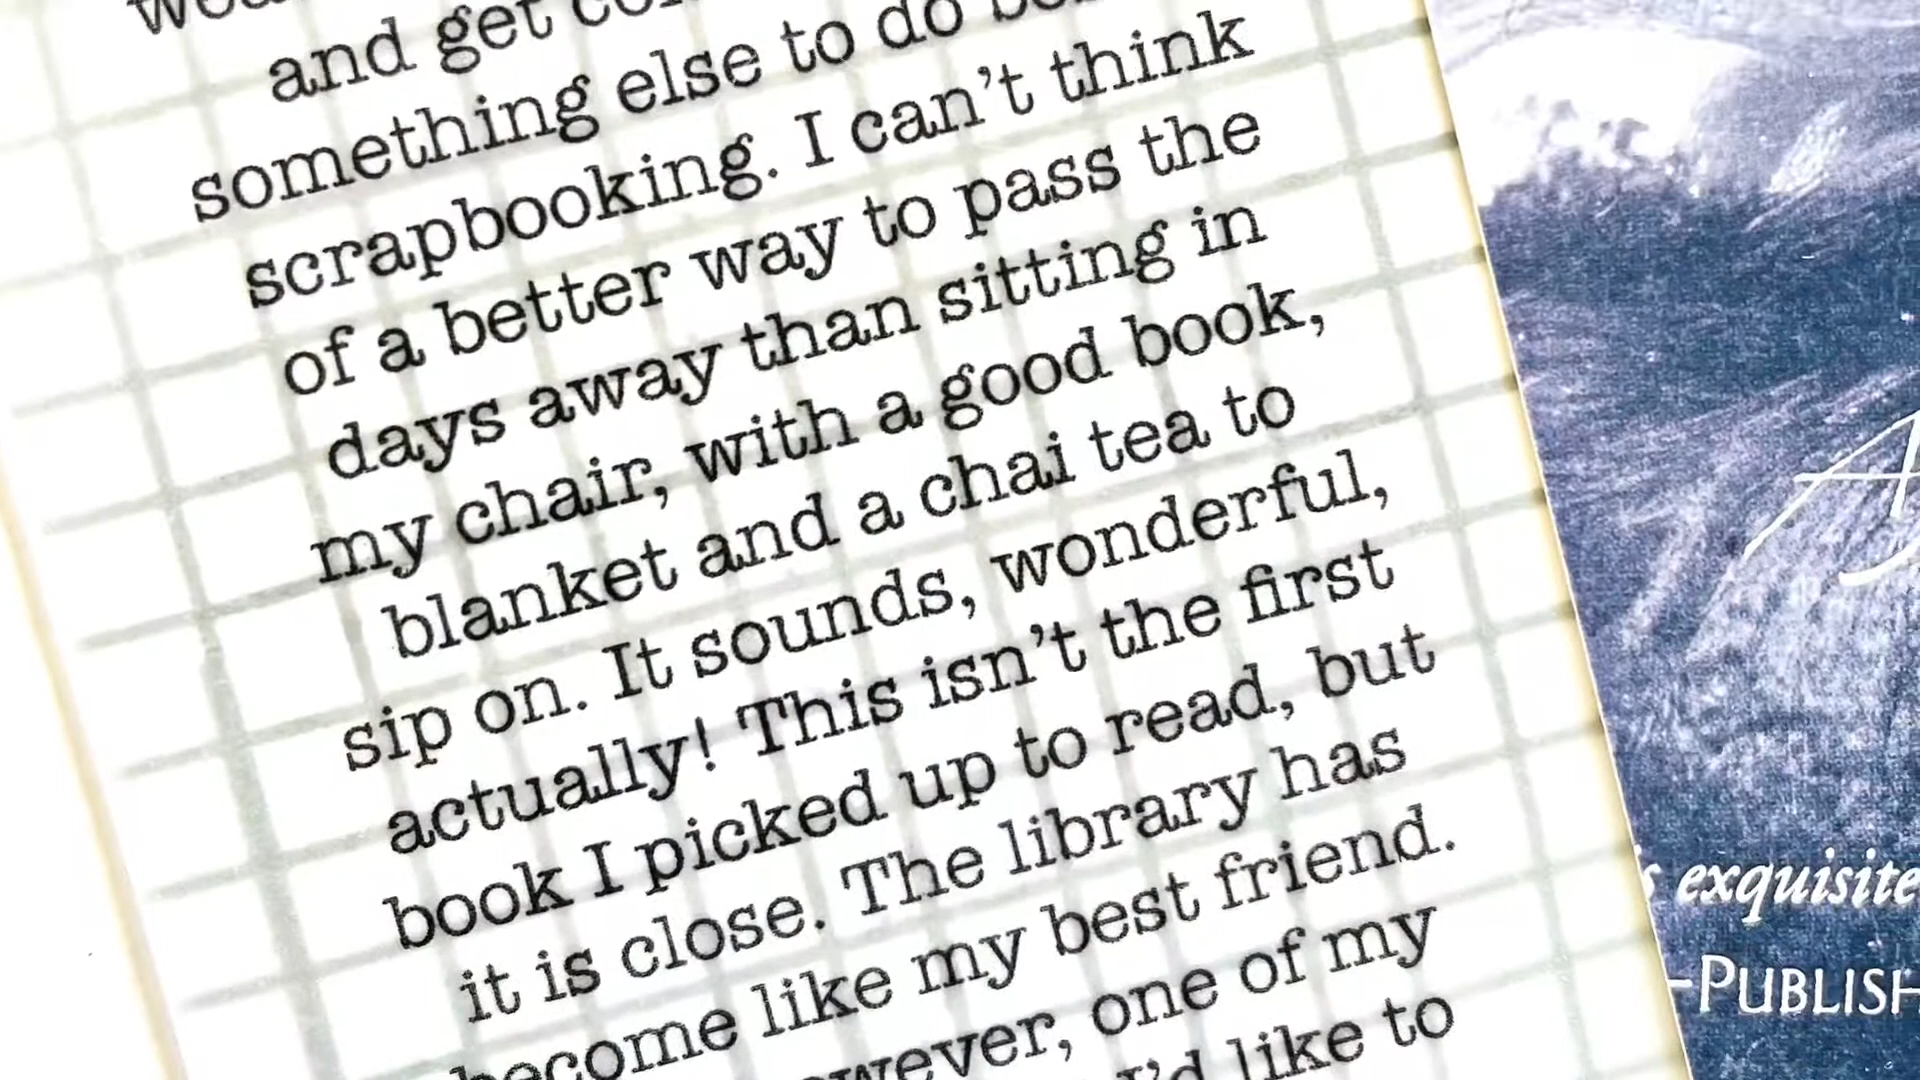 and get
something else to do
scrapbooking. I can't think
of a better way to pass the
days away than sitting in
my chair, with a good book,
blanket and a chai tea to
sip on. It sounds, wonderful,
actually! This isn't the first
book I picked up to read, but
it is close. The library has
become like my best friend.
one of my
I'd like to
exquisite